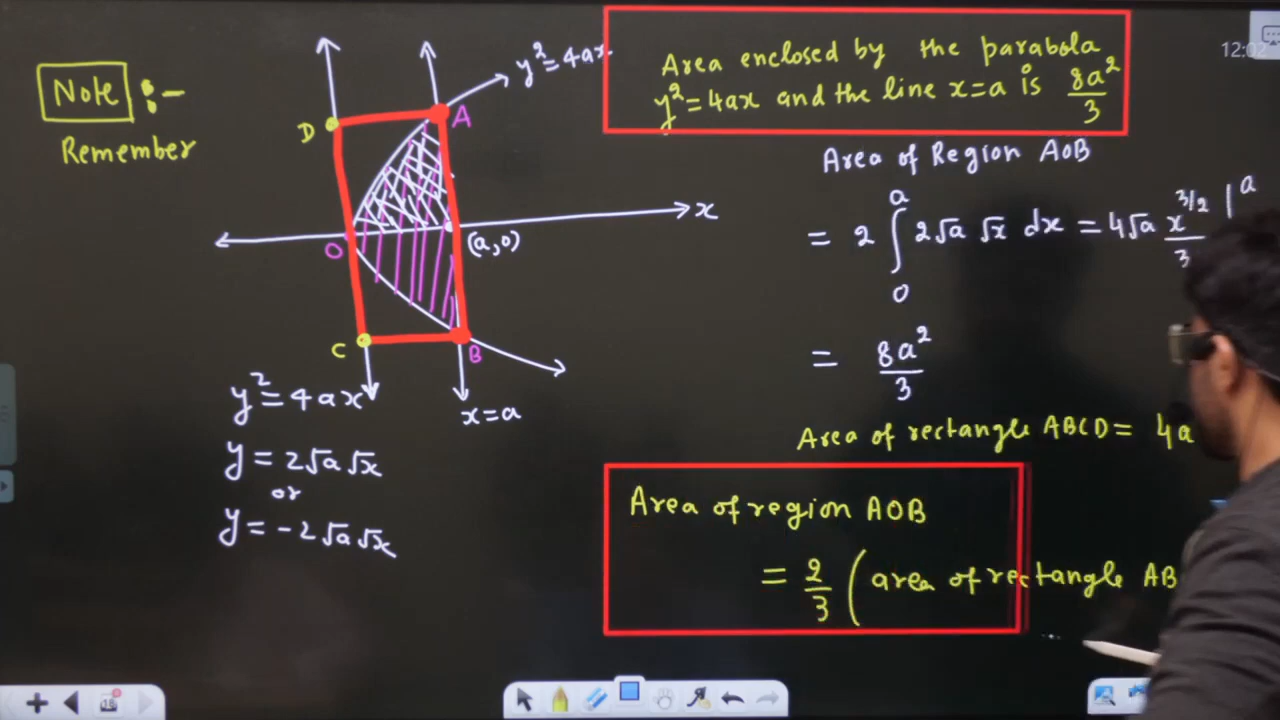 Note :-
Remember
y²=4ax
D
A
O
(a,0)
x
C
B
x=a
y²=4ax
y=2√a√x
or
y=-2√a√x
Area enclosed by the parabola
y²=4ax and the line x=a is 8a²/3
12:02
Area of Region AOB
= 2 ∫₀ᵃ 2√a √x dx = 4√a x^3/2 / 3 |ᵃ
= 8a²/3
Area of rectangle ABCD = 4a
Area of region AOB
= 2/3 (area of rectangle AB
18